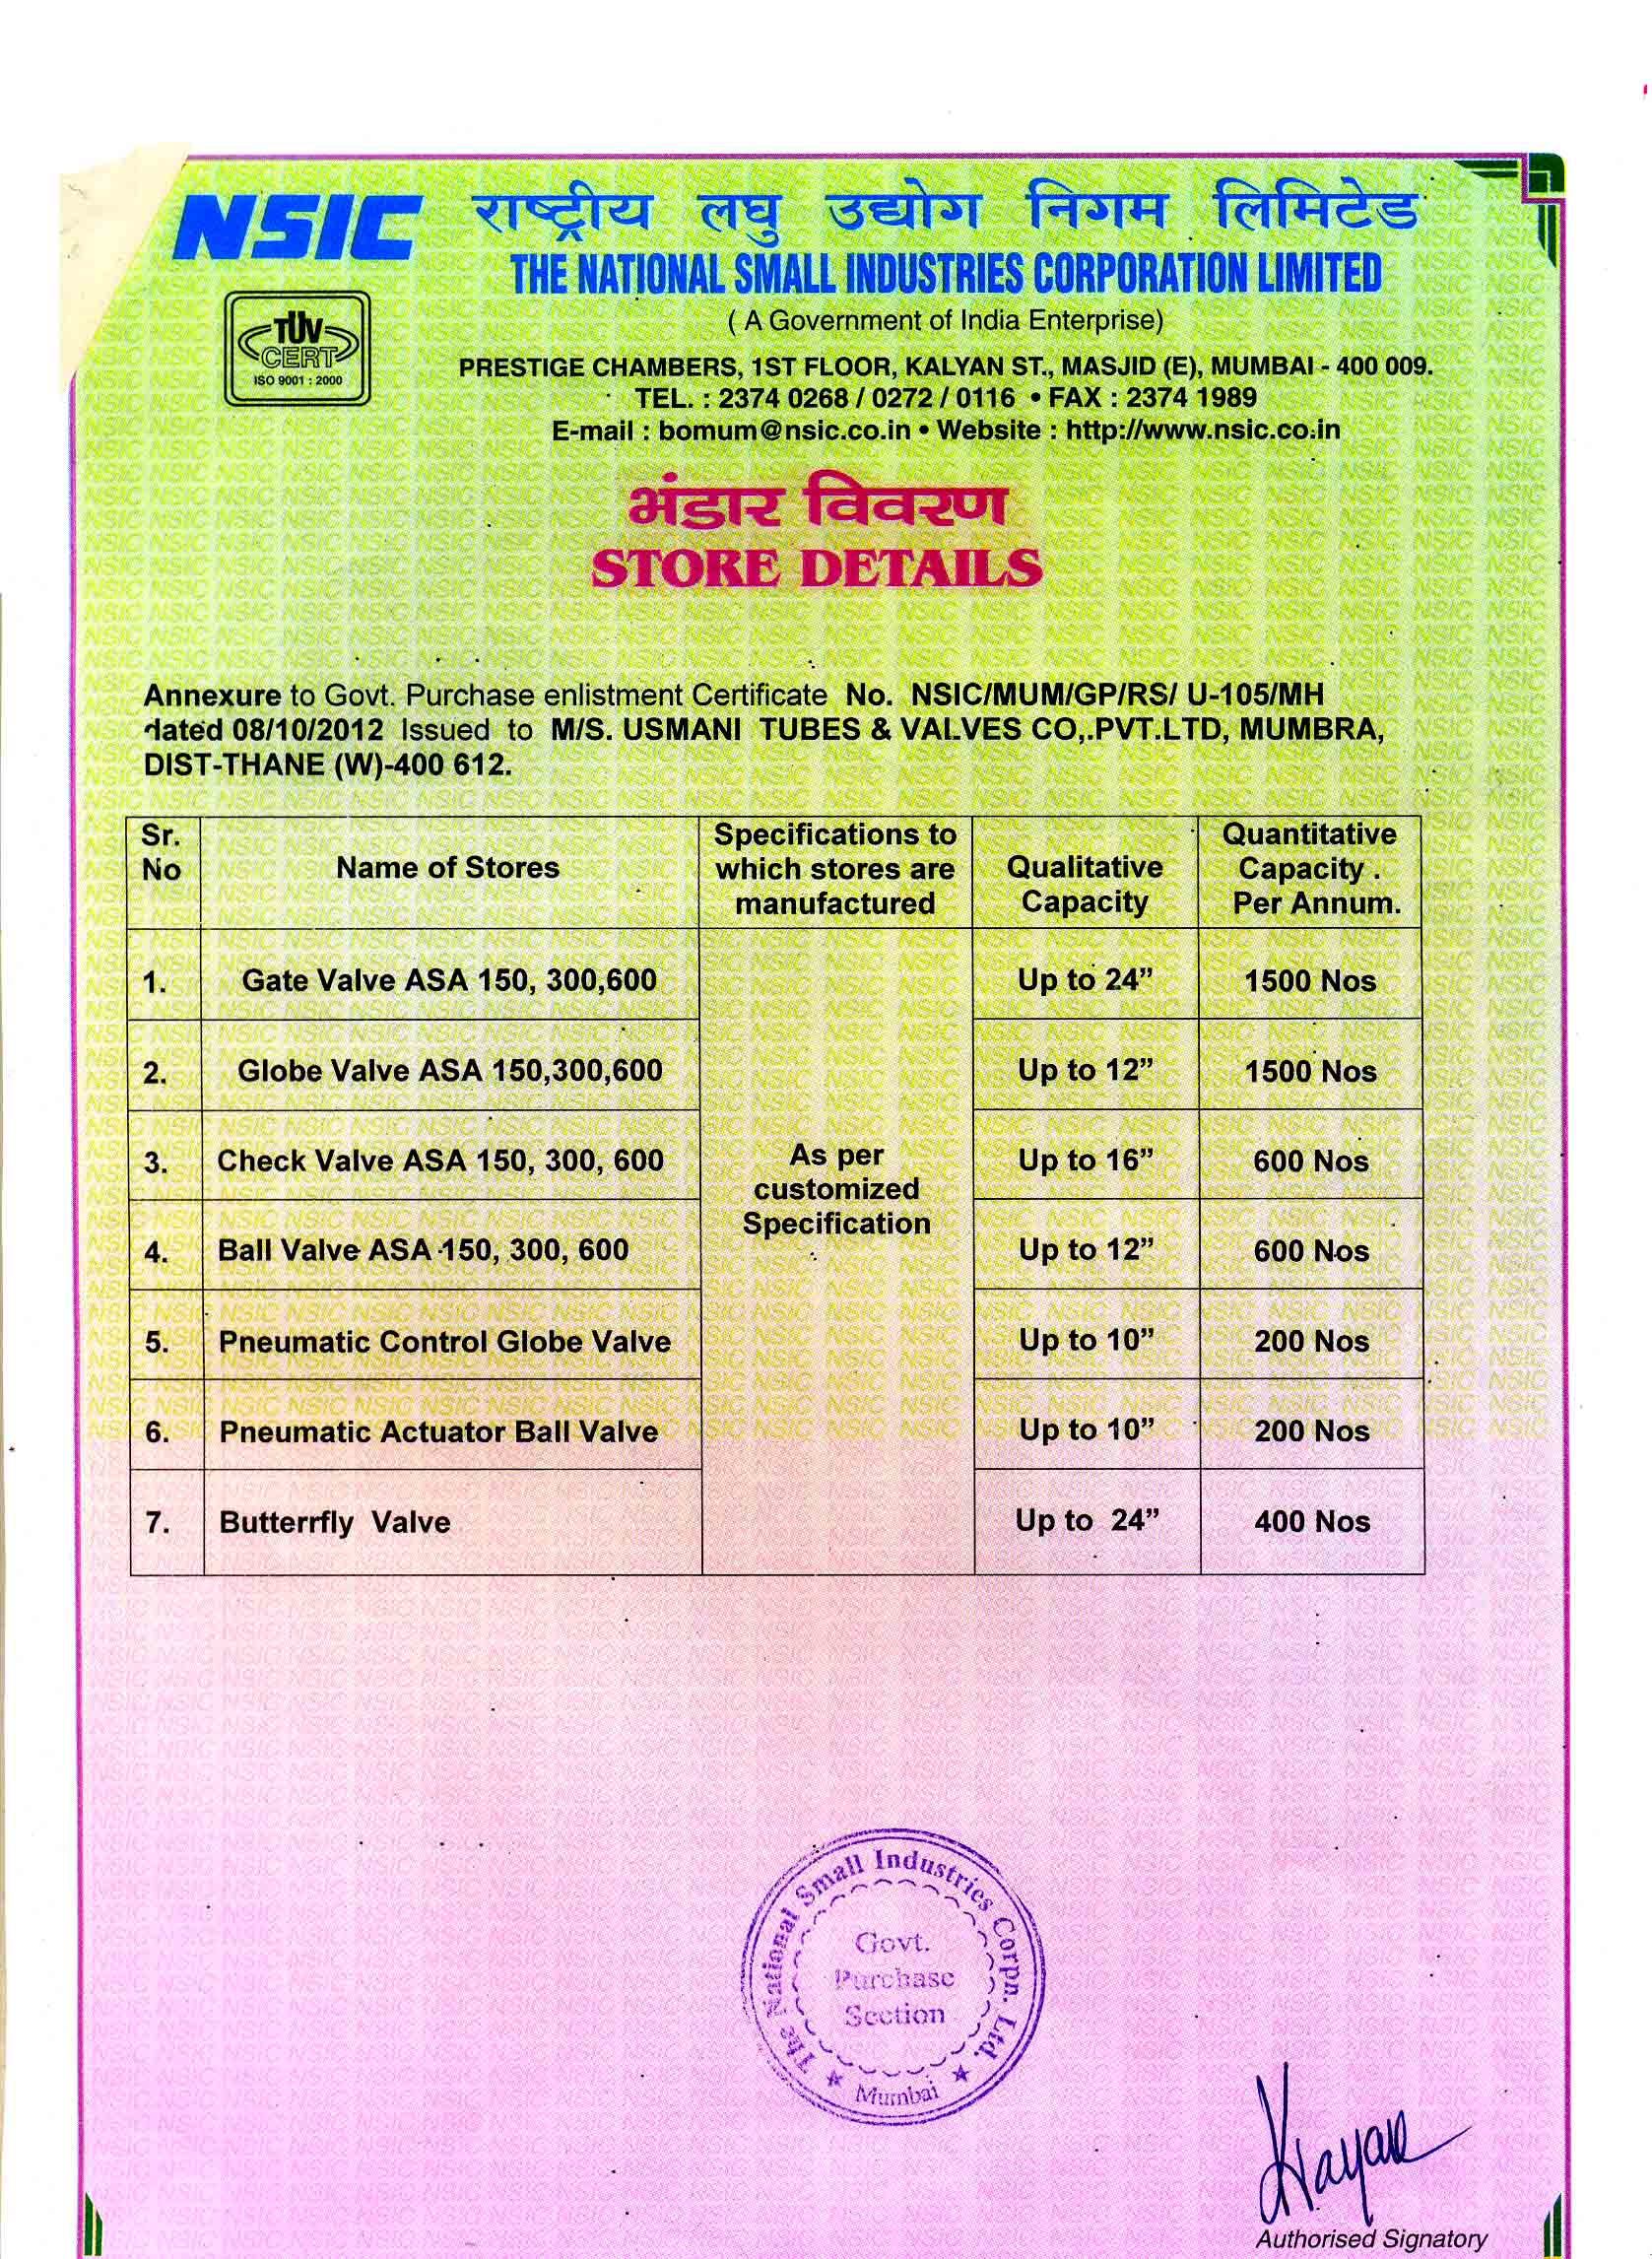 NSIC
राष्ट्रीय लघु उद्योग निगम लिमिटेड
THE NATIONAL SMALL INDUSTRIES CORPORATION LIMITED
( A Government of India Enterprise)
TÜV
CERT
ISO 9001 : 2000
PRESTIGE CHAMBERS, 1ST FLOOR, KALYAN ST., MASJID (E), MUMBAI - 400 009.
TEL. : 2374 0268 / 0272 / 0116 • FAX : 2374 1989
E-mail : bomum@nsic.co.in • Website : http://www.nsic.co.in
भंडार विवरण
STORE DETAILS
Annexure to Govt. Purchase enlistment Certificate No. NSIC/MUM/GP/RS/ U-105/MH
dated 08/10/2012 Issued to M/S. USMANI TUBES & VALVES CO,.PVT.LTD, MUMBRA,
DIST-THANE (W)-400 612.
Sr. No
Name of Stores
Specifications to which stores are manufactured
Qualitative Capacity
Quantitative Capacity . Per Annum.
1. Gate Valve ASA 150, 300,600 Up to 24” 1500 Nos
2. Globe Valve ASA 150,300,600 Up to 12” 1500 Nos
3. Check Valve ASA 150, 300, 600 Up to 16” 600 Nos
As per
customized
Specification
4. Ball Valve ASA 150, 300, 600 Up to 12” 600 Nos
5. Pneumatic Control Globe Valve Up to 10” 200 Nos
6. Pneumatic Actuator Ball Valve Up to 10” 200 Nos
7. Butterrfly Valve Up to 24” 400 Nos
The National Small Industries Corpn. Ltd.
Govt.
Purchase
Section
Mumbai
Authorised Signatory